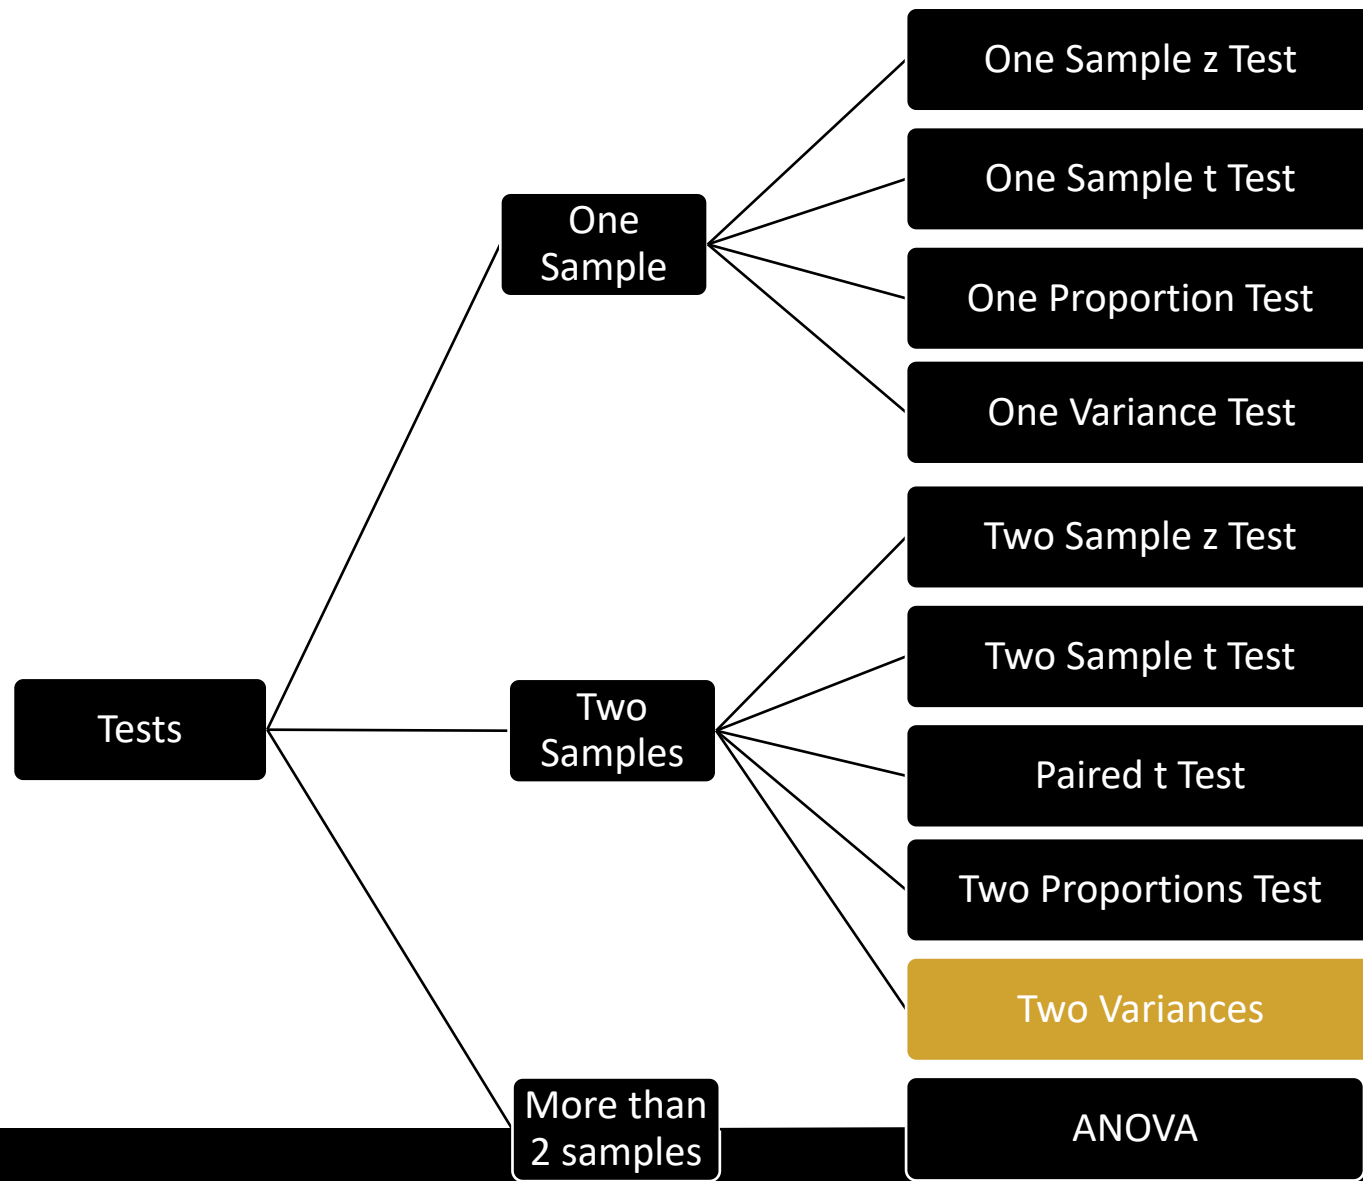 One Sample z Test
One Sample t Test
One
Sample
One Proportion Test
One Variance Test
Two Sample z Test
Two Sample t Test
Tests
Two
Samples
Paired t Test
Two Proportions Test
Two Variances
More than
2 samples
ANOVA